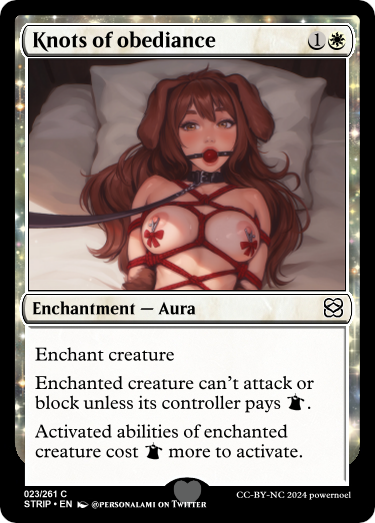 Knots of obediance
1
Enchantment — Aura
Enchant creature
Enchanted creature can't attack or
block unless its controller pays .
Activated abilities of enchanted
creature cost  more to activate.
023/261 C
STRIP • EN @PERSONALAMI ON TWITTER
CC-BY-NC 2024 powernoel